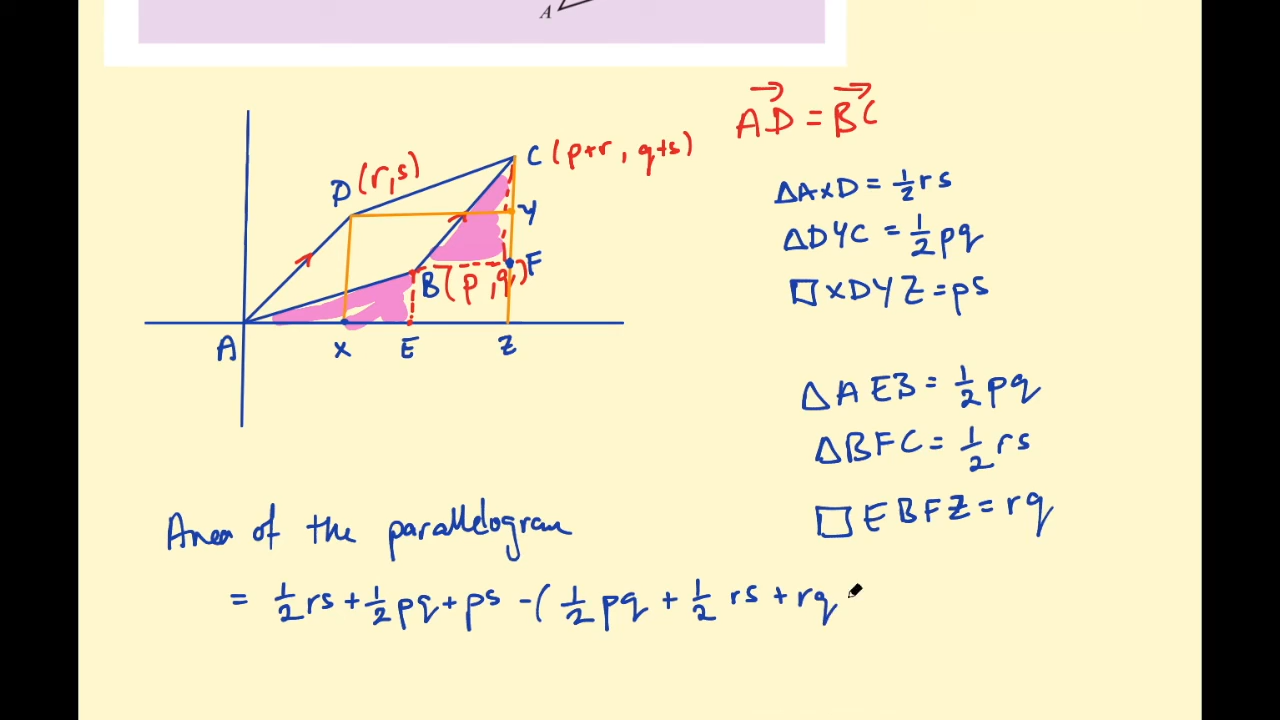 A
AD = BC
C (p+r, q+s)
D (r,s)
ΔAXD = ½rs
Y
ΔDYC = ½pq
F
B (p, q)
□XDYZ = ps
A X E Z
ΔAEB = ½pq
ΔBFC = ½rs
□EBFZ = rq
Area of the parallelogram
= ½rs + ½pq + ps - (½pq + ½rs + rq